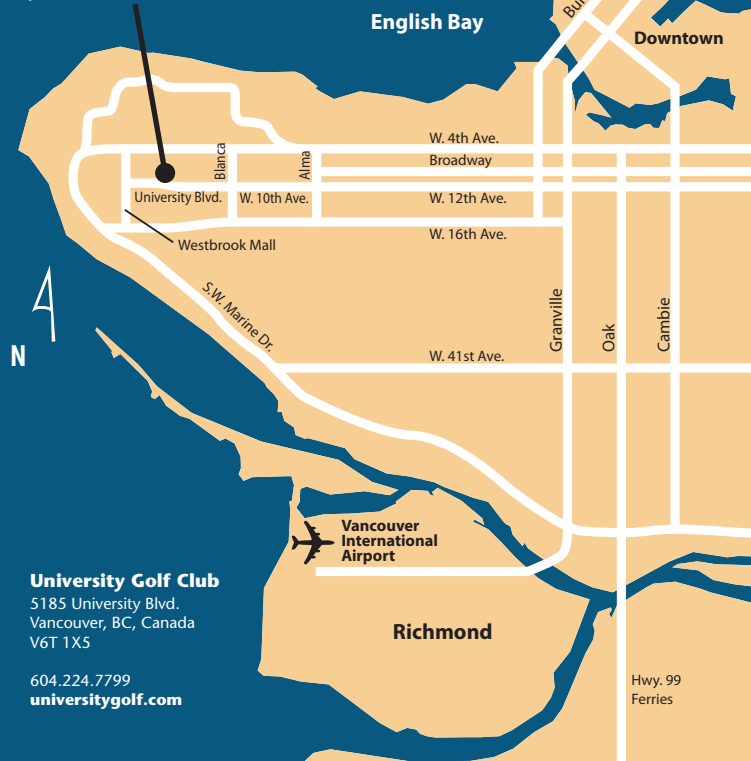 English Bay
Bu
Downtown
W. 4th Ave.
Broadway
Blanca
Alma
University Blvd.
W. 10th Ave.
W. 12th Ave.
W. 16th Ave.
Westbrook Mall
S.W. Marine Dr.
Granville
Oak
Cambie
N
W. 41st Ave.
Vancouver
International
Airport
University Golf Club
5185 University Blvd.
Vancouver, BC, Canada
V6T 1X5
604.224.7799
universitygolf.com
Richmond
Hwy. 99
Ferries